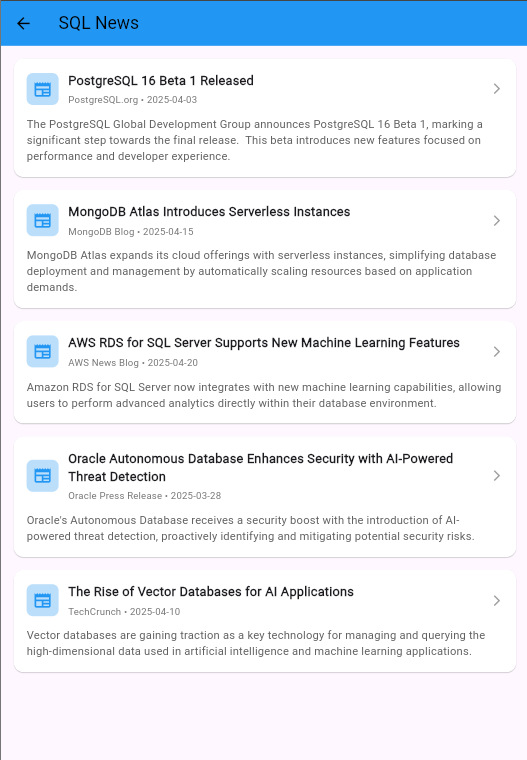 SQL News
PostgreSQL 16 Beta 1 Released
PostgreSQL.org • 2025-04-03
The PostgreSQL Global Development Group announces PostgreSQL 16 Beta 1, marking a
significant step towards the final release.  This beta introduces new features focused on
performance and developer experience.
MongoDB Atlas Introduces Serverless Instances
MongoDB Blog • 2025-04-15
MongoDB Atlas expands its cloud offerings with serverless instances, simplifying database
deployment and management by automatically scaling resources based on application
demands.
AWS RDS for SQL Server Supports New Machine Learning Features
AWS News Blog • 2025-04-20
Amazon RDS for SQL Server now integrates with new machine learning capabilities, allowing
users to perform advanced analytics directly within their database environment.
Oracle Autonomous Database Enhances Security with AI-Powered
Threat Detection
Oracle Press Release • 2025-03-28
Oracle's Autonomous Database receives a security boost with the introduction of AI-
powered threat detection, proactively identifying and mitigating potential security risks.
The Rise of Vector Databases for AI Applications
TechCrunch • 2025-04-10
Vector databases are gaining traction as a key technology for managing and querying the
high-dimensional data used in artificial intelligence and machine learning applications.